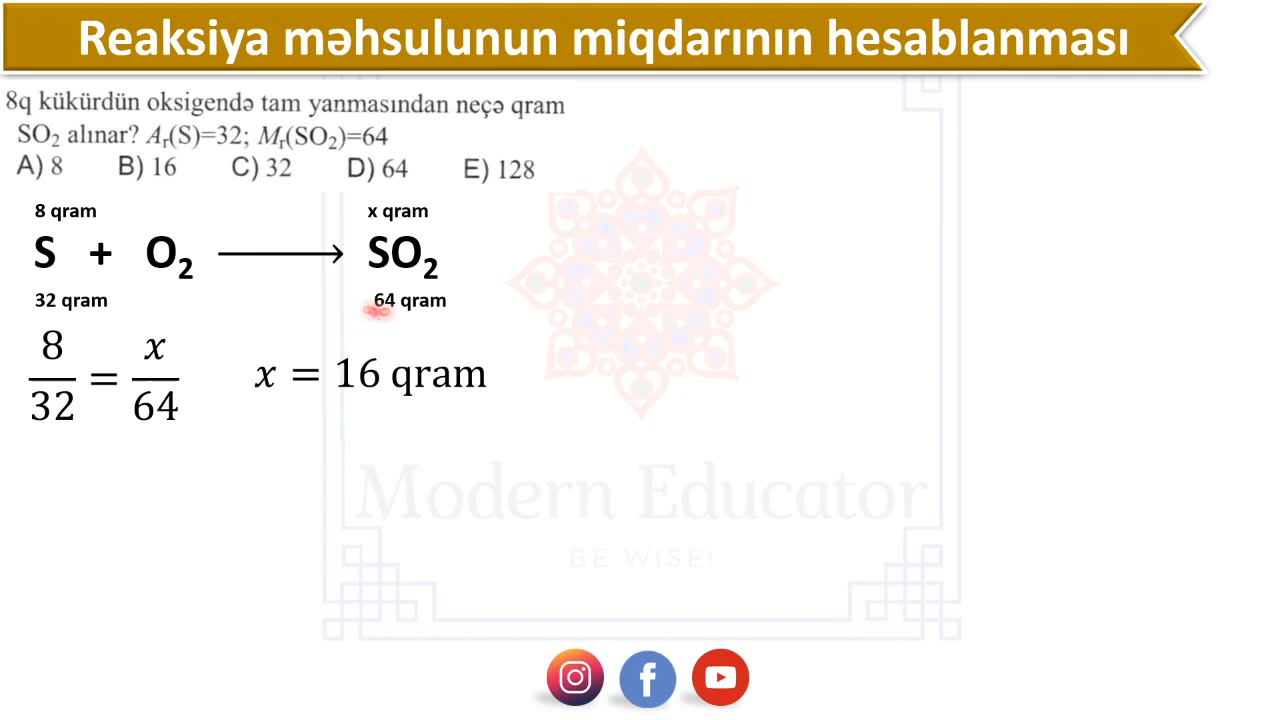 Reaksiya məhsulunun miqdarının hesablanması
8q kükürdün oksigendə tam yanmasından neçə qram
SO₂ alınar? Aᵣ(S)=32; Mᵣ(SO₂)=64
A) 8 B) 16 C) 32 D) 64 E) 128
8 qram x qram
S + O₂ ⟶ SO₂
32 qram 64 qram
8/32 = x/64 x = 16 qram
Modern Educator
BE WISE!